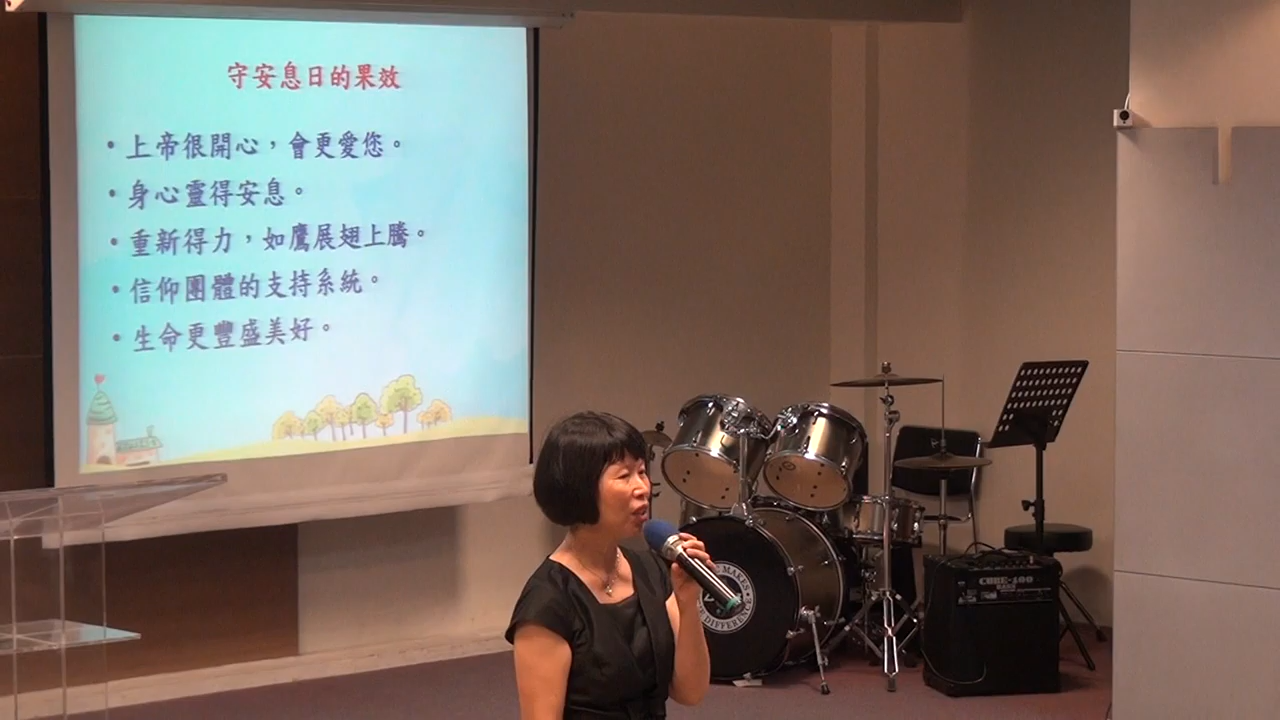 守安息日的果效
•上帝很開心，會更愛您。
•身心靈得安息。
•重新得力，如鷹展翅上騰。
•信仰團體的支持系統。
•生命更豐盛美好。
MAKES
DIFFERENCE
CUBE-100